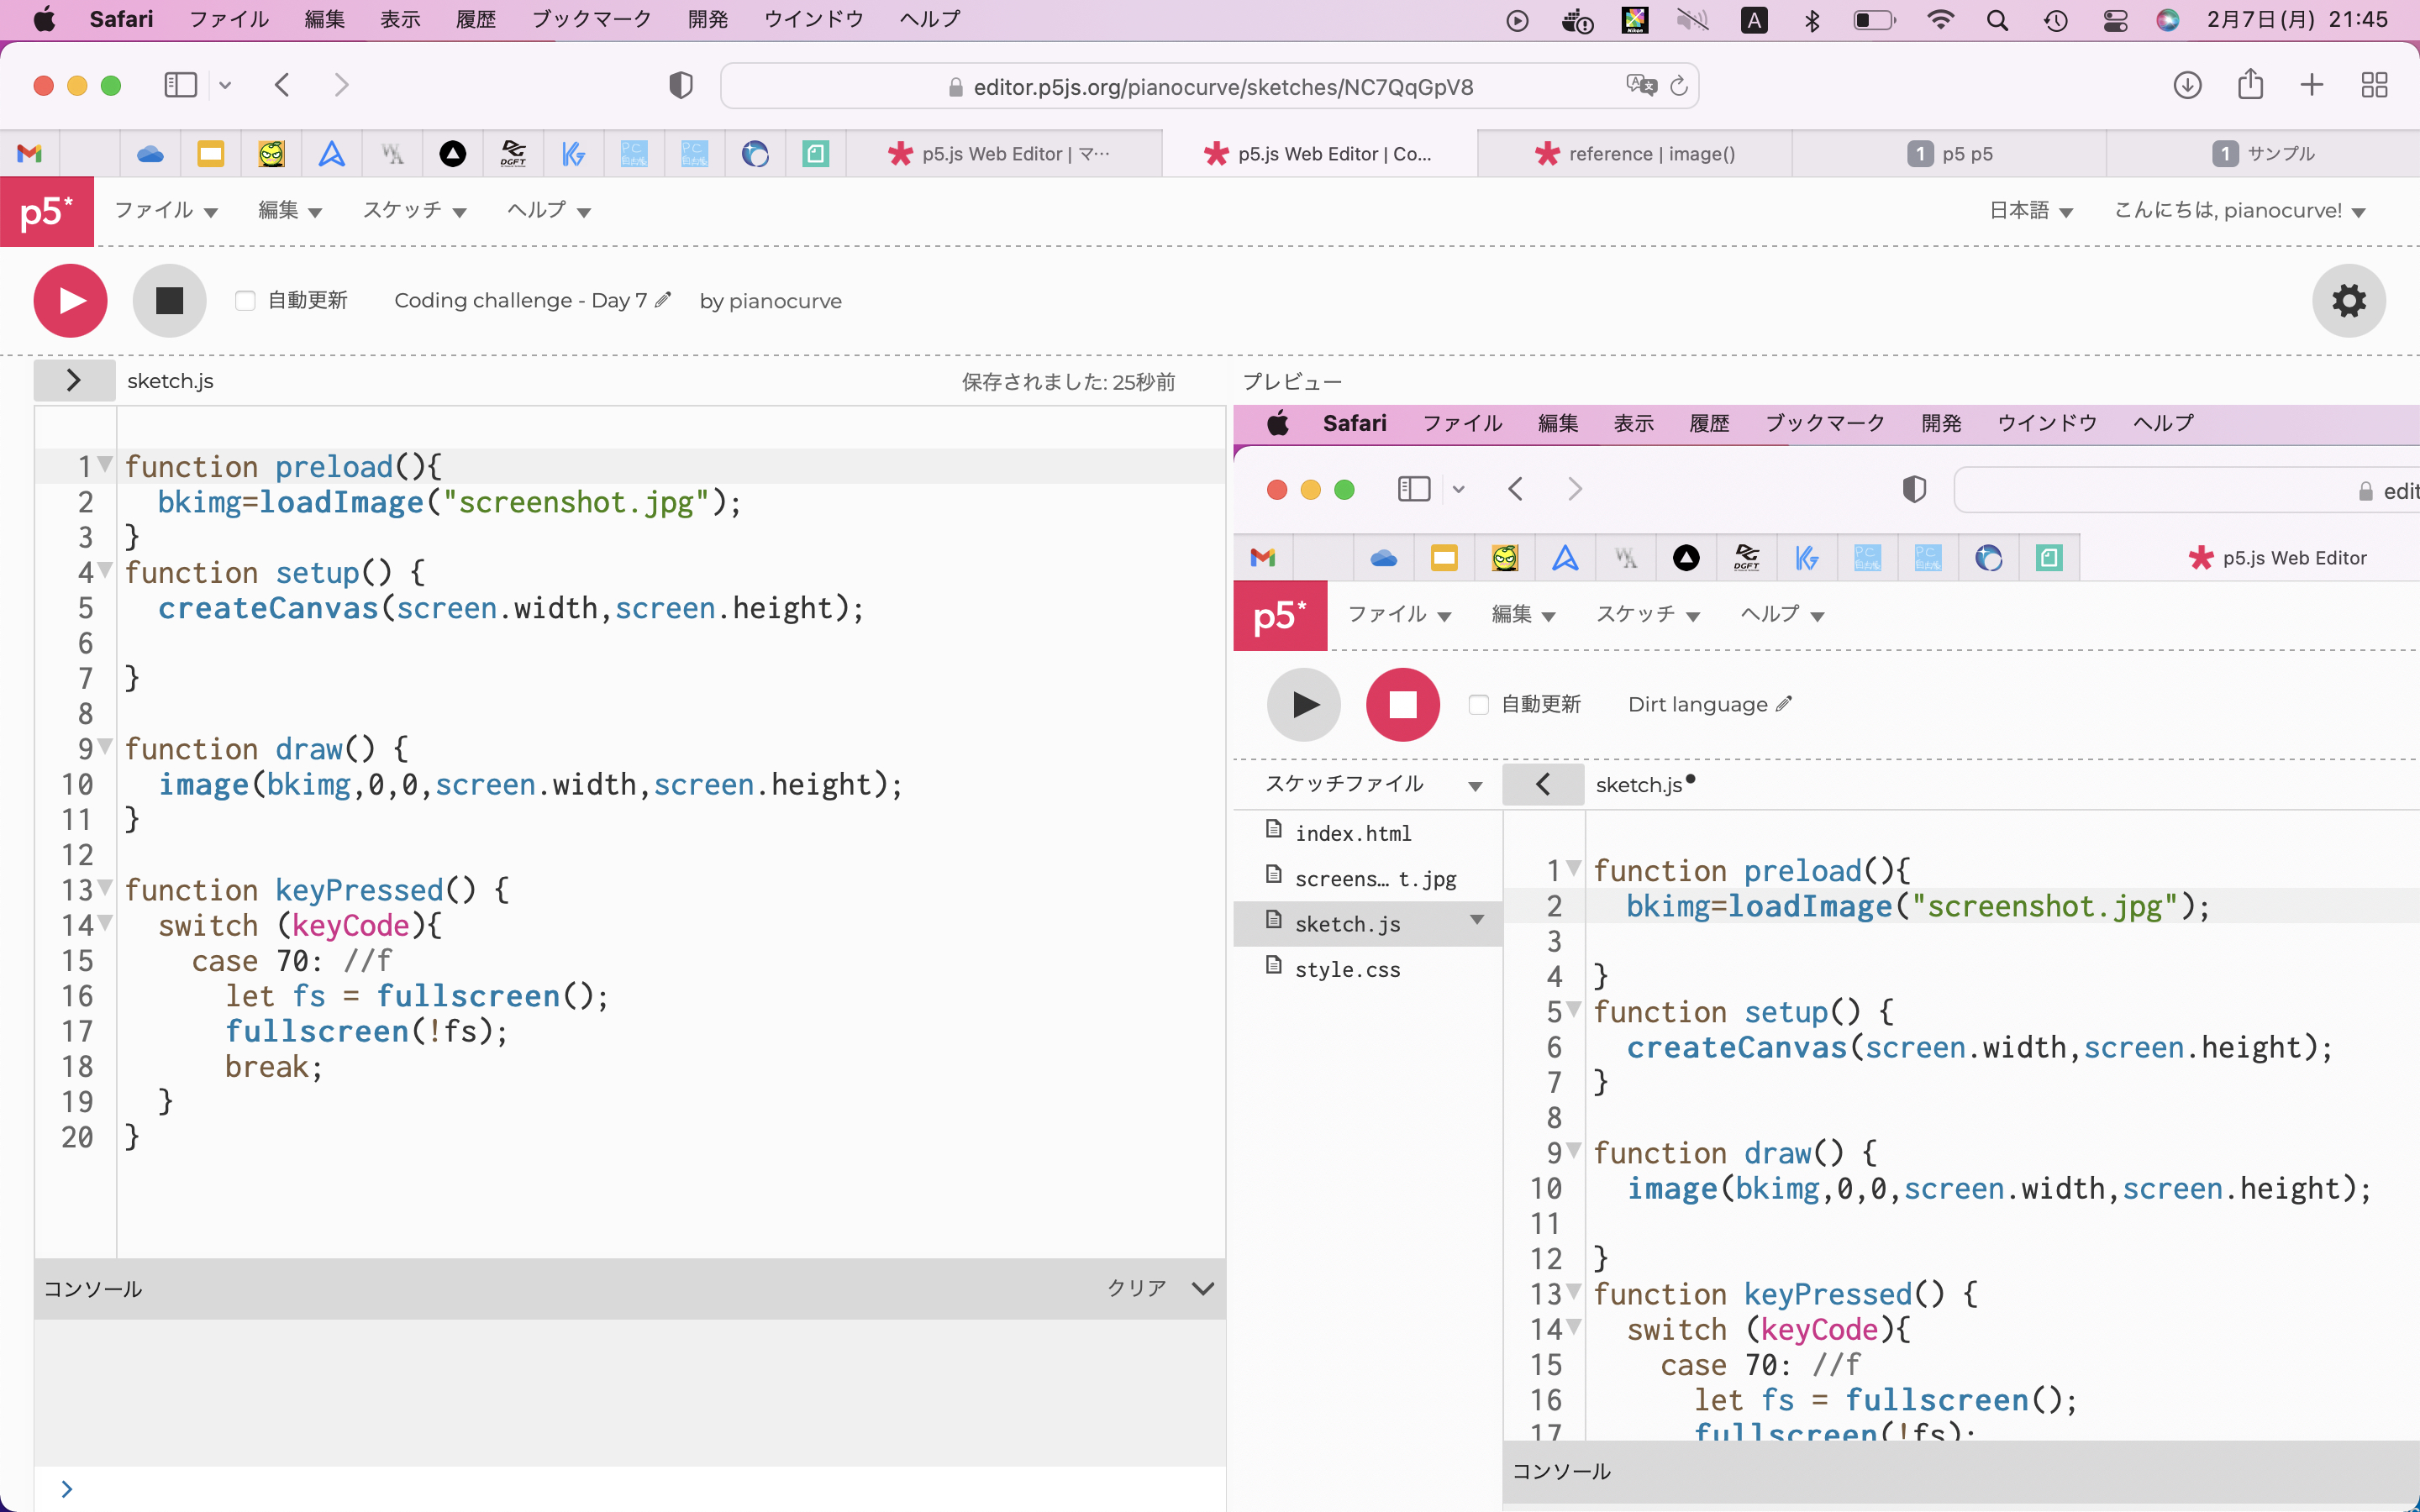 Safari ファイル 編集 表示 履歴 ブックマーク 開発 ウインドウ ヘルプ A 2月7日(月) 21:45
editor.p5js.org/pianocurve/sketches/NC7QqGpV8
p5.js Web Editor | マ… p5.js Web Editor | Co... reference | image() 1 p5 p5 1 サンプル
p5* ファイル 編集 スケッチ ヘルプ 日本語 こんにちは, pianocurve!
自動更新 Coding challenge - Day 7 by pianocurve
sketch.js 保存されました: 25秒前
1 function preload(){
2 bkimg=loadImage("screenshot.jpg");
3 }
4 function setup() {
5 createCanvas(screen.width,screen.height);
6
7 }
8
9 function draw() {
10 image(bkimg,0,0,screen.width,screen.height);
11 }
12
13 function keyPressed() {
14 switch (keyCode){
15 case 70: //f
16 let fs = fullscreen();
17 fullscreen(!fs);
18 break;
19 }
20 }
コンソール クリア
>
プレビュー
Safari ファイル 編集 表示 履歴 ブックマーク 開発 ウインドウ ヘルプ
edit
DGFT p5.js Web Editor
p5* ファイル 編集 スケッチ ヘルプ
自動更新 Dirt language
スケッチファイル sketch.js
index.html
screens… t.jpg
sketch.js
style.css
1 function preload(){
2 bkimg=loadImage("screenshot.jpg");
3
4 }
5 function setup() {
6 createCanvas(screen.width,screen.height);
7 }
8
9 function draw() {
10 image(bkimg,0,0,screen.width,screen.height);
11
12 }
13 function keyPressed() {
14 switch (keyCode){
15 case 70: //f
16 let fs = fullscreen();
17 fullscreen(!fs);
コンソール